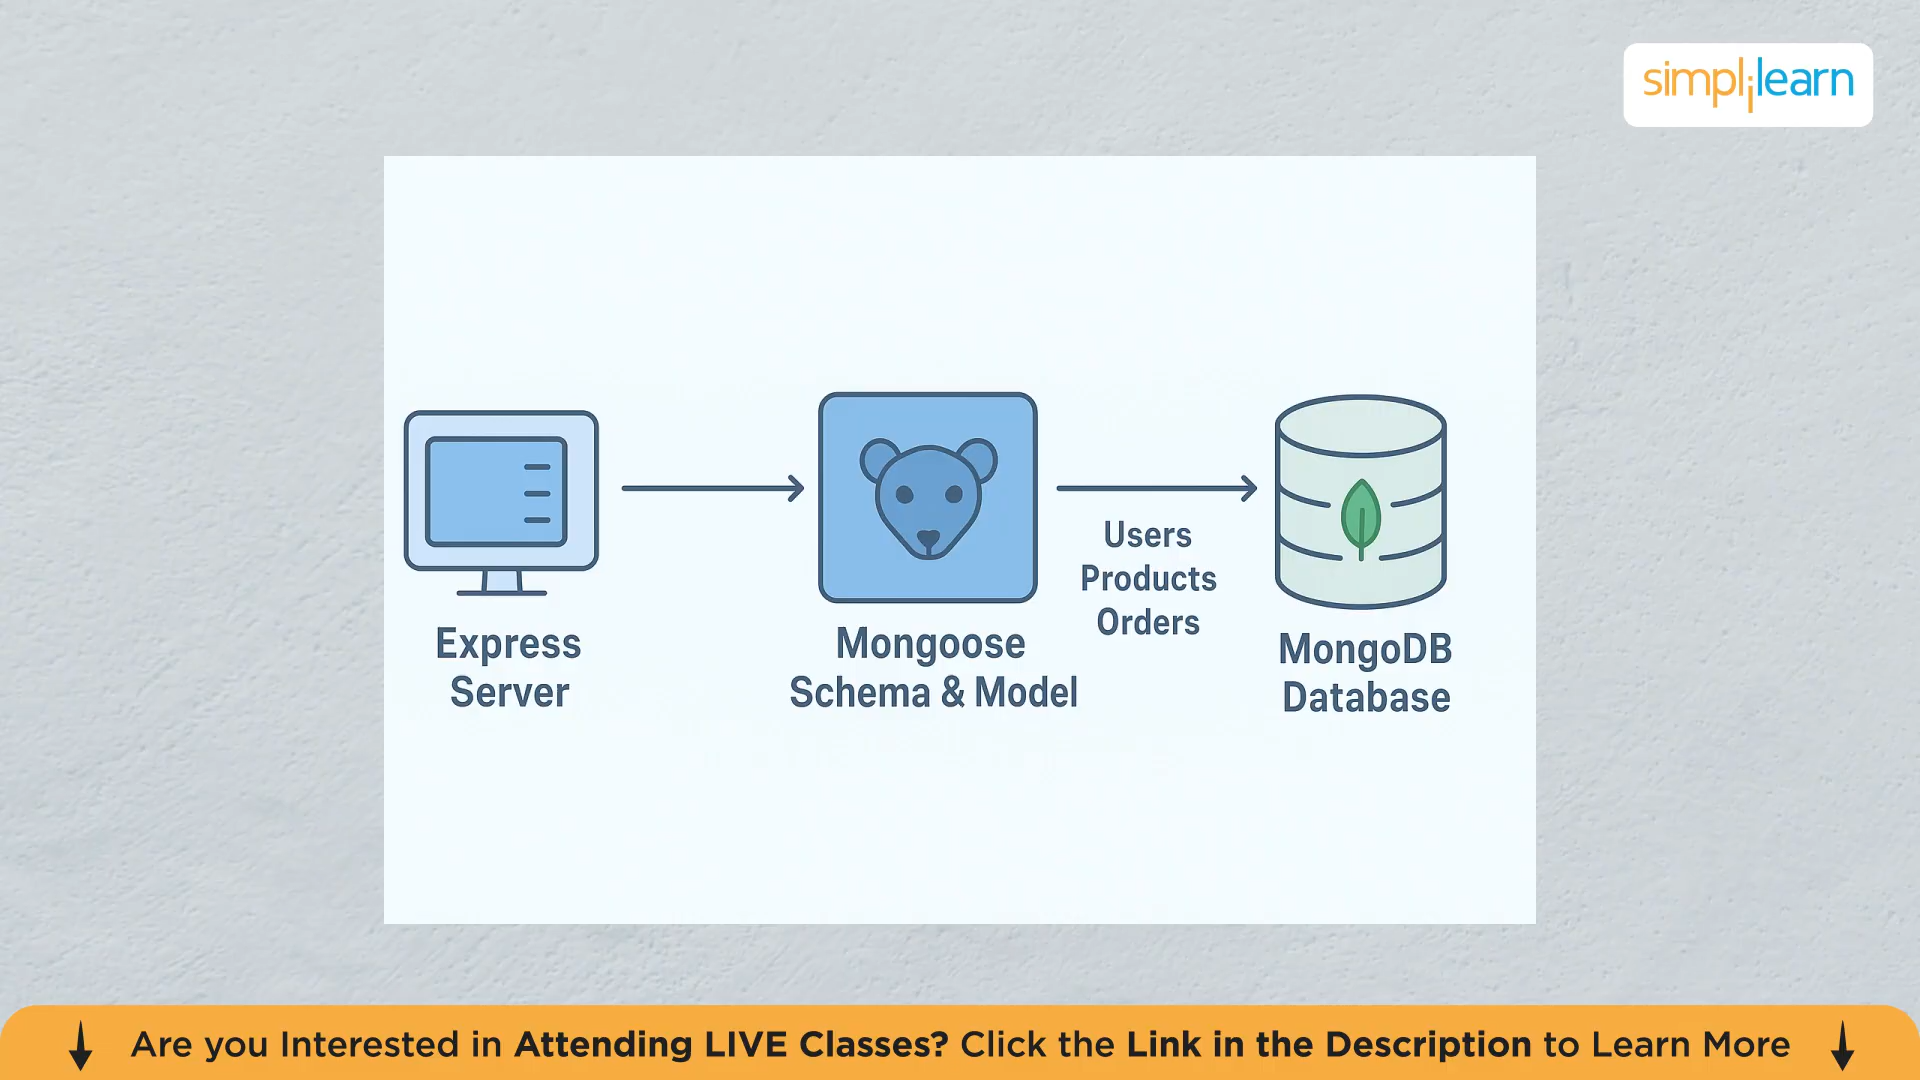 simplilearn
Users
Products
Orders
Express
Server
Mongoose
Schema & Model
MongoDB
Database
Are you Interested in Attending LIVE Classes? Click the Link in the Description to Learn More